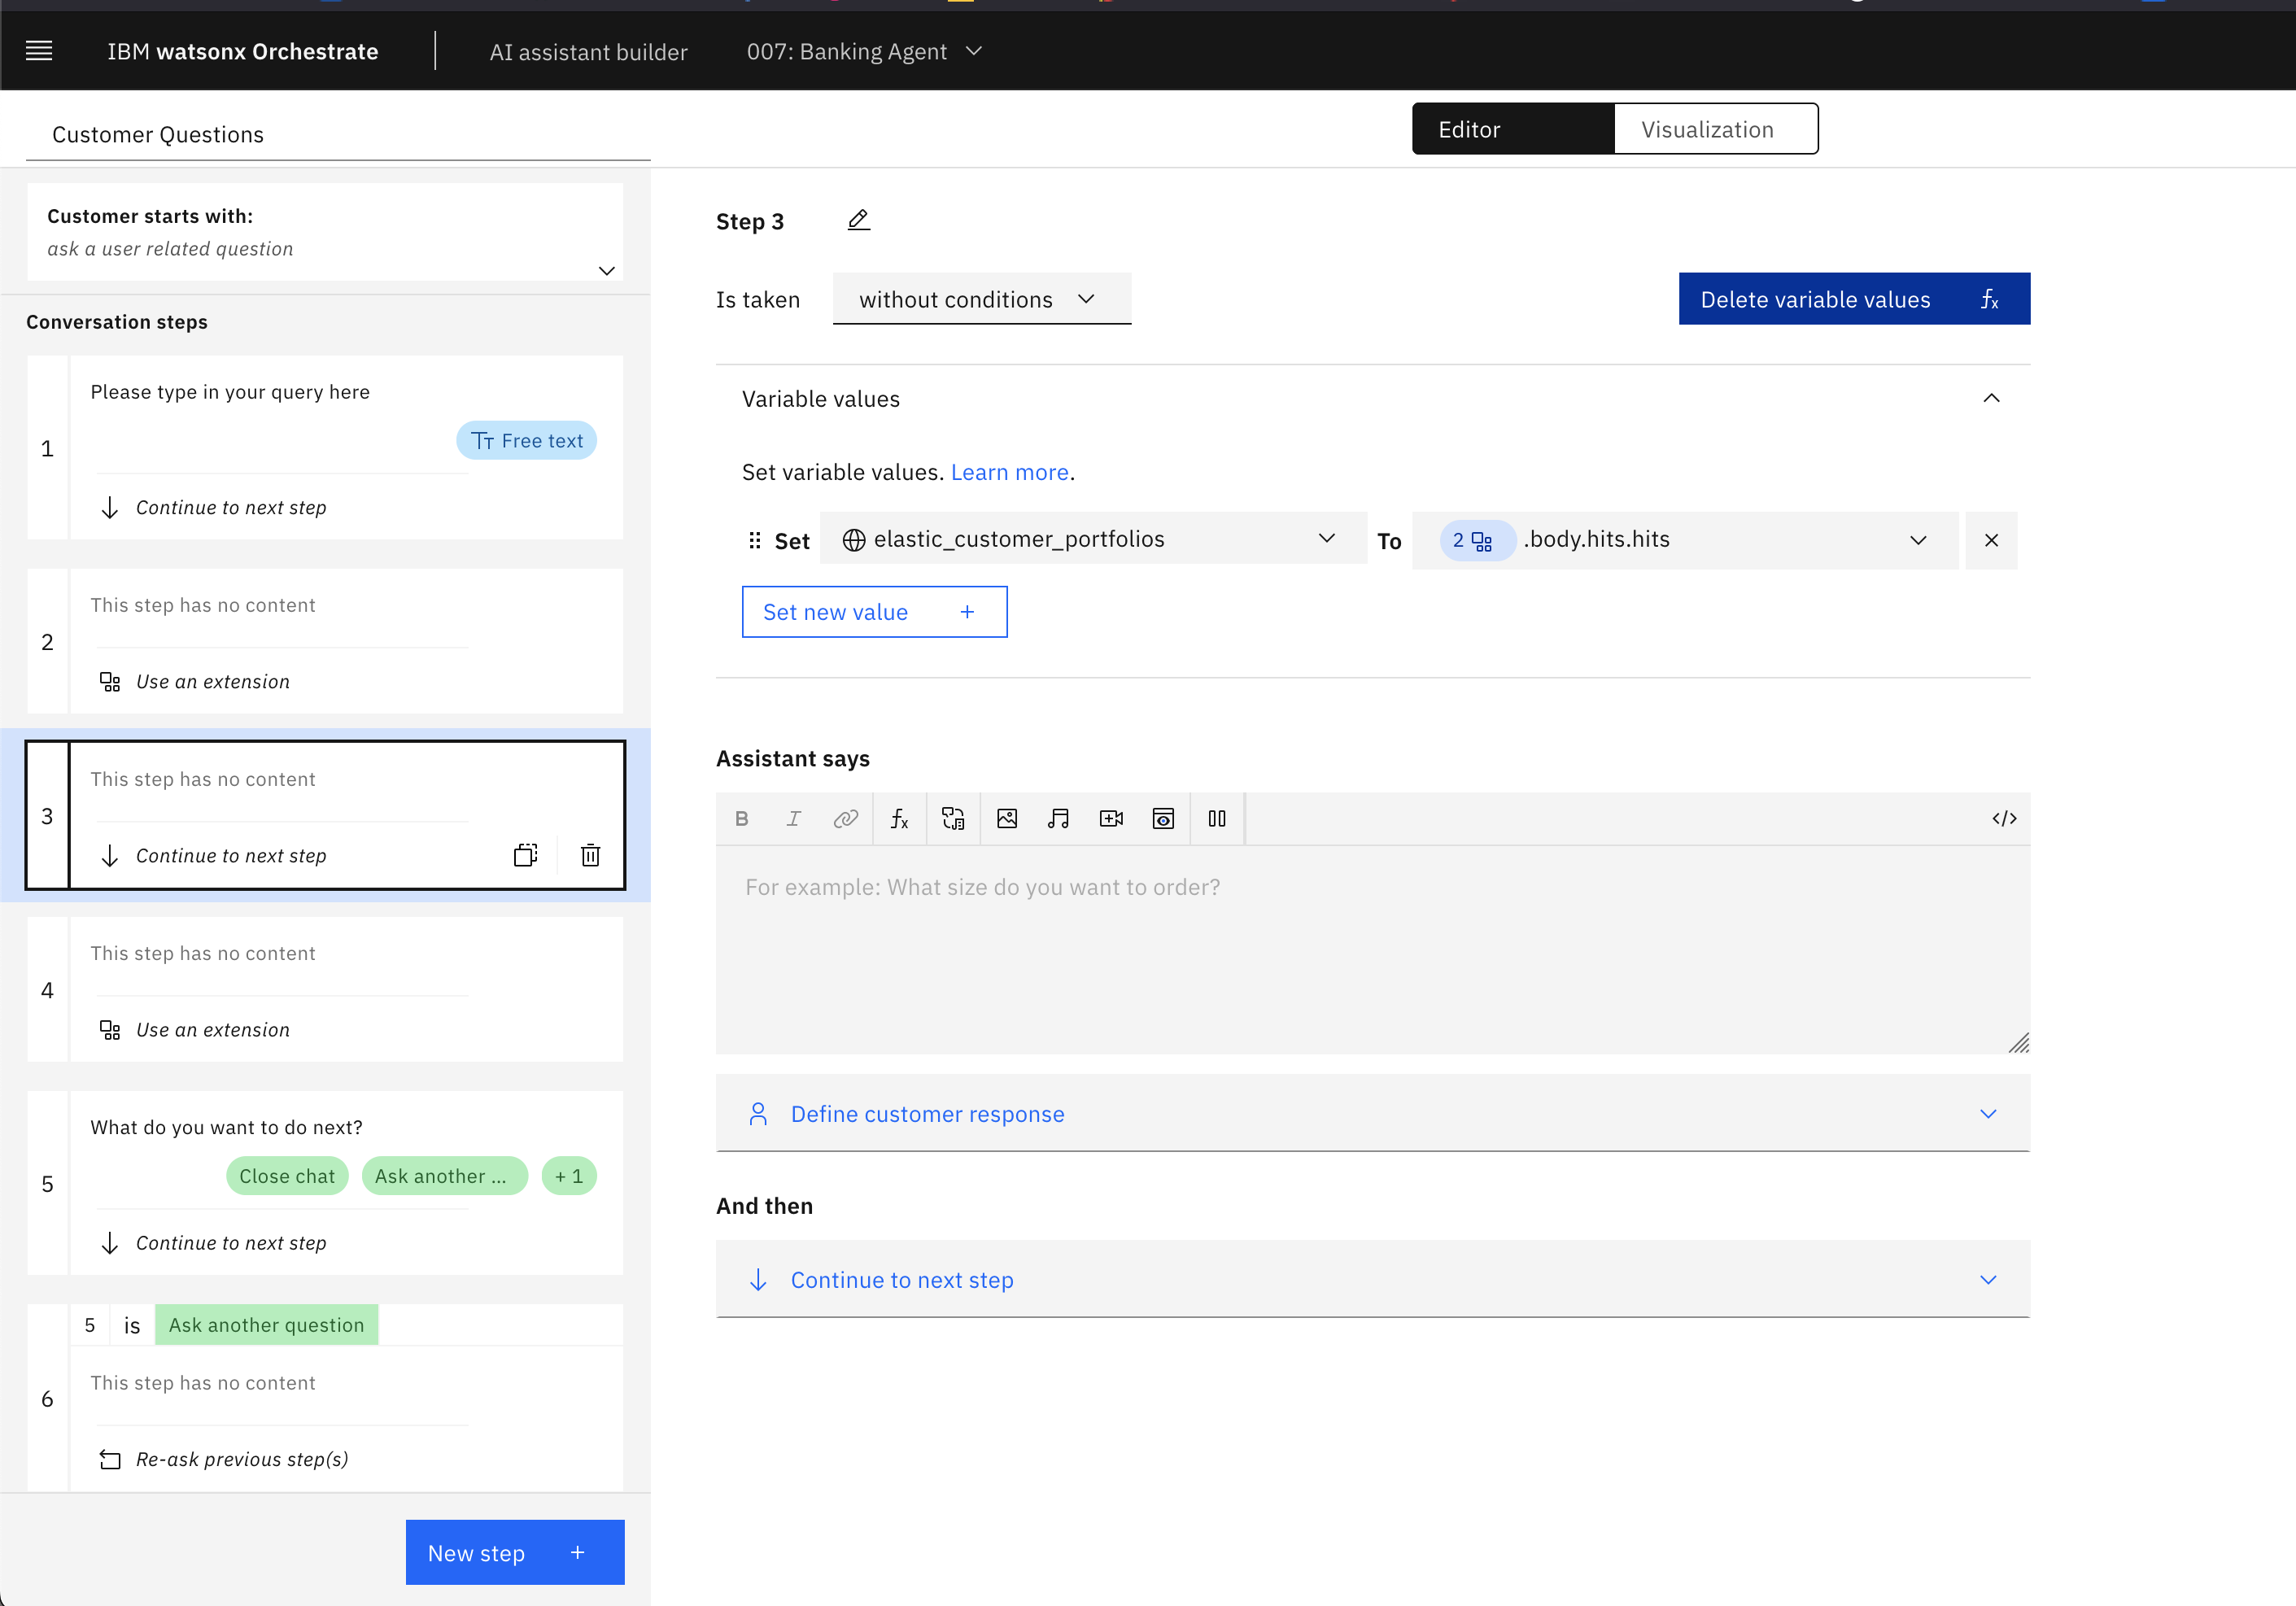 IBM watsonx Orchestrate
AI assistant builder
007: Banking Agent
Customer Questions
Editor
Visualization
Customer starts with:
ask a user related question
Conversation steps
1
Please type in your query here
Free text
Continue to next step
2
This step has no content
Use an extension
3
This step has no content
Continue to next step
4
This step has no content
Use an extension
5
What do you want to do next?
Close chat
Ask another ...
+ 1
Continue to next step
6
5 is Ask another question
This step has no content
Re-ask previous step(s)
New step +
Step 3
Is taken without conditions
Delete variable values fx
Variable values
Set variable values. Learn more.
Set elastic_customer_portfolios To 2 .body.hits.hits
Set new value +
Assistant says
B I fx </>
For example: What size do you want to order?
Define customer response
And then
Continue to next step